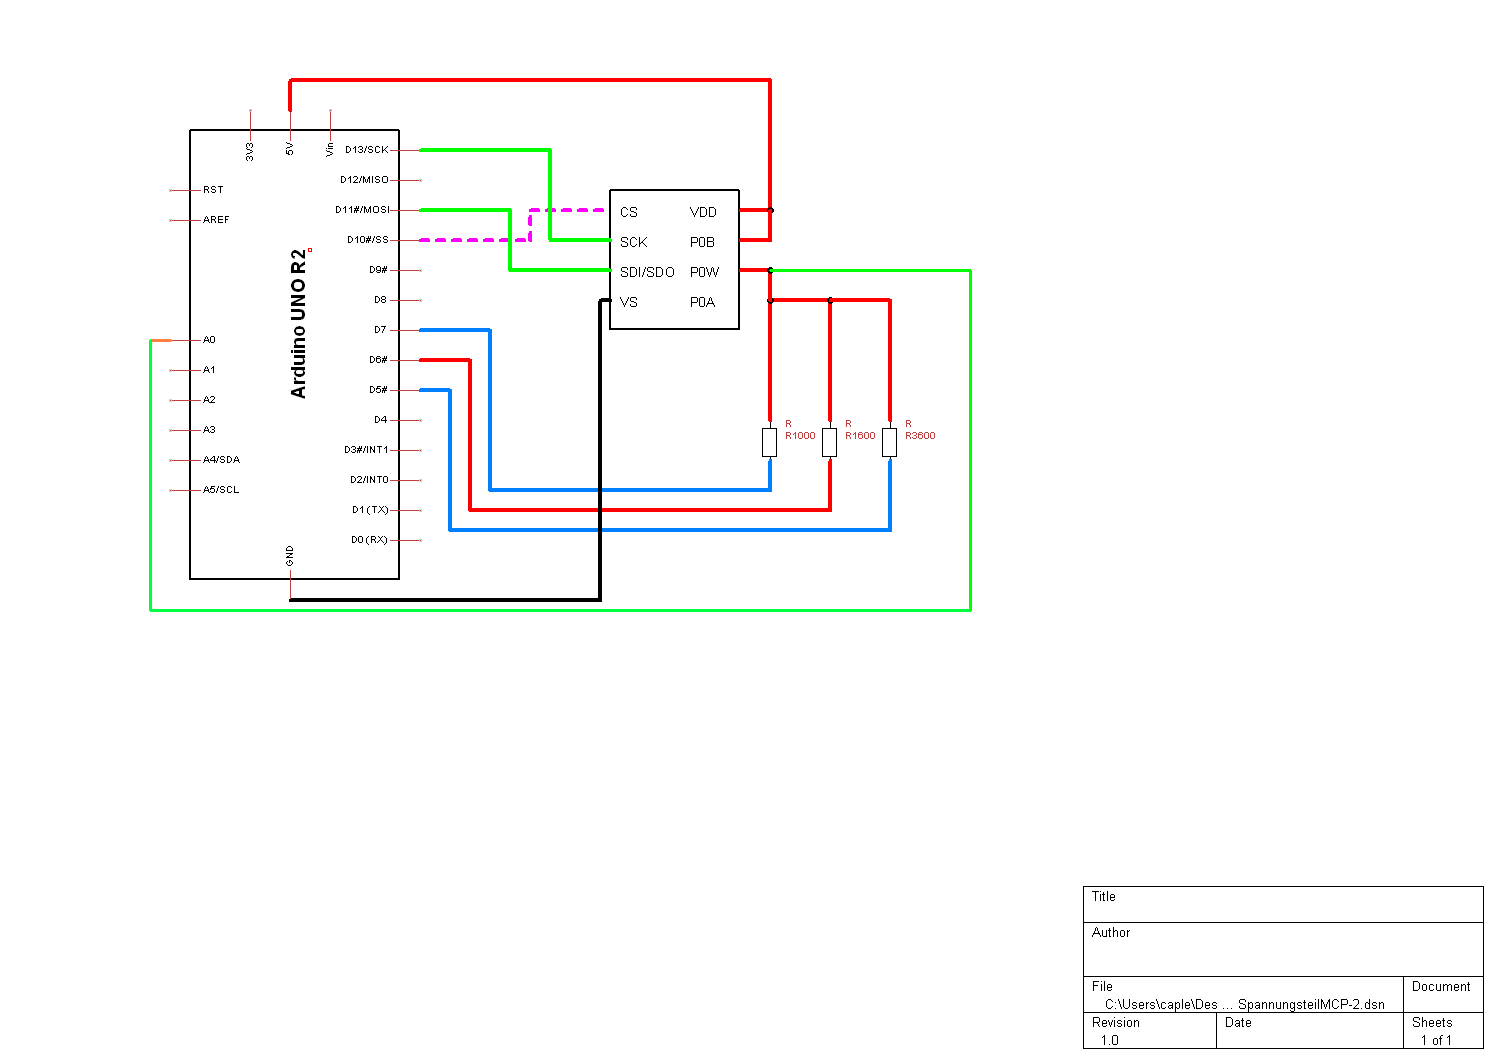 3V3
5V
Vin
RST
AREF
A0
A1
A2
A3
A4/SDA
A5/SCL
Arduino UNO R2
GND
D13/SCK
D12/MISO
D11#/MOSI
D10#/SS
D9#
D8
D7
D6#
D5#
D4
D3#/INT1
D2/INT0
D1(TX)
D0(RX)
CS VDD
SCK P0B
SDI/SDO P0W
VS P0A
R
R1000
R
R1600
R
R3600
Title
Author
File Document
C:\Users\caple\Des ... SpannungsteilMCP-2.dsn
Revision Date Sheets
1.0 1 of 1